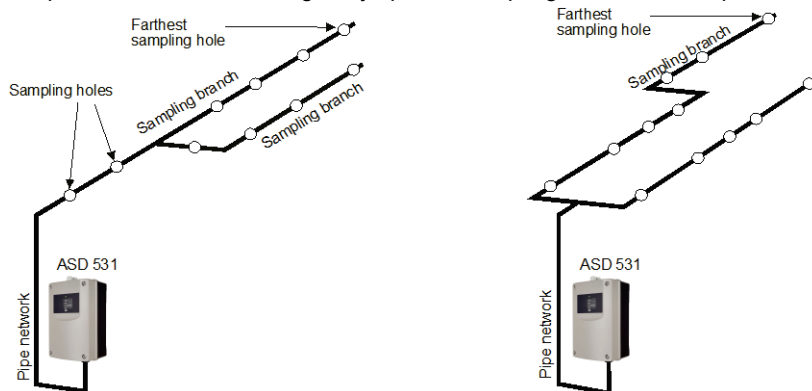 Farthest
sampling hole
Sampling holes
Sampling branch
Sampling branch
ASD 531
Pipe network
Farthest
sampling hole
Sampling branch
ASD 531
Pipe network